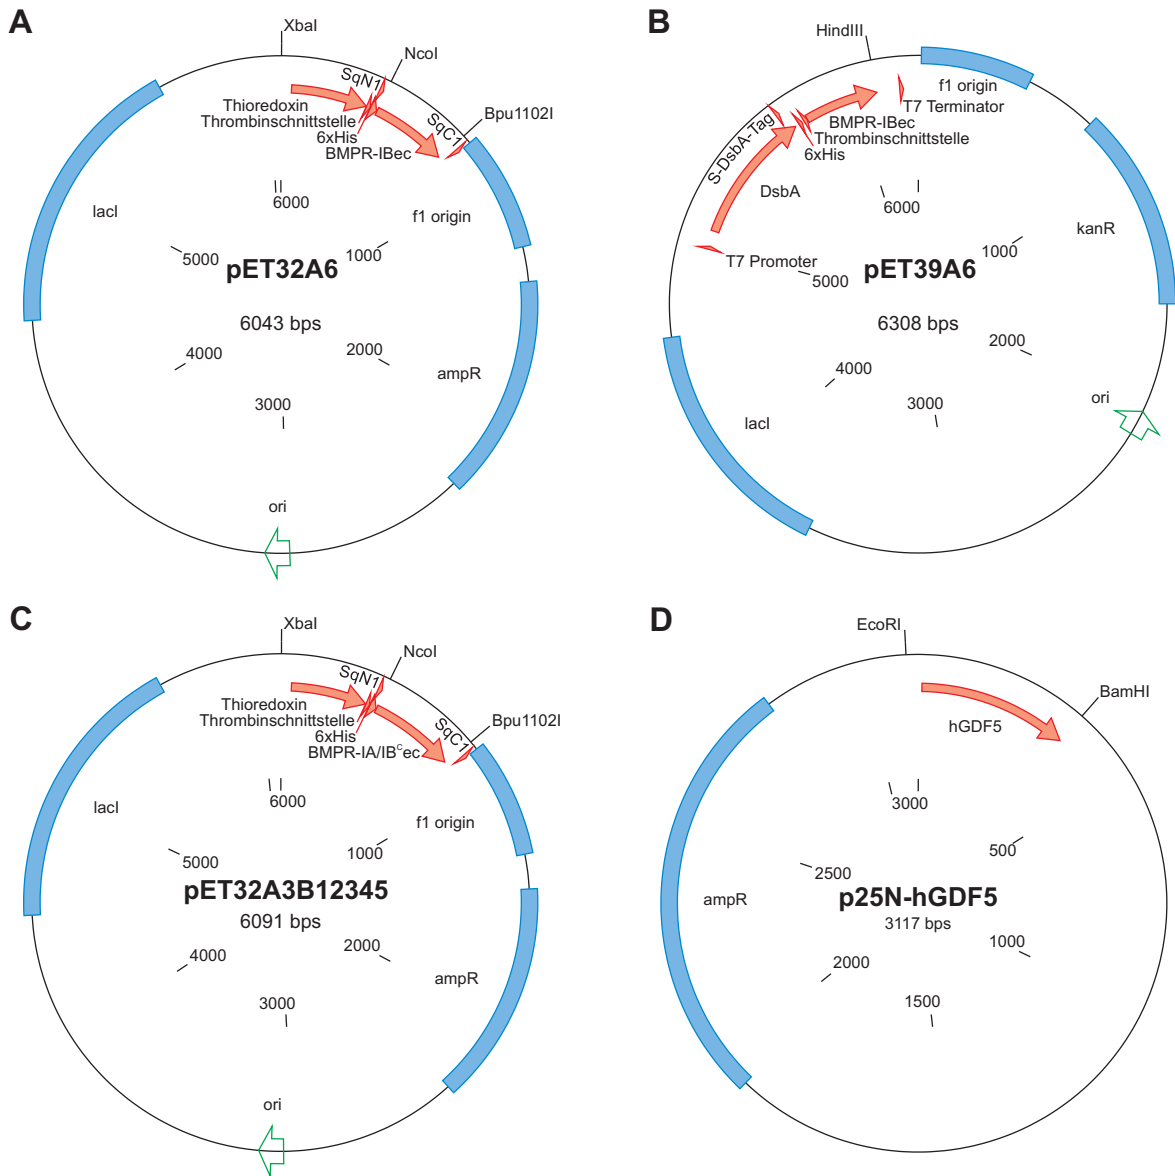 A
XbaI
NcoI
SqN1
Thioredoxin
Thrombinschnittstelle
6xHis
BMPR-IBec
SqC1
Bpu1102I
lacI
f1 origin
6000
5000
1000
pET32A6
6043 bps
4000
2000
3000
ampR
ori
B
HindIII
f1 origin
T7 Terminator
BMPR-IBec
Thrombinschnittstelle
6xHis
S-DsbA-Tag
DsbA
kanR
T7 Promoter
6000
5000
1000
pET39A6
6308 bps
4000
2000
3000
lacI
ori
C
XbaI
NcoI
SqN1
Thioredoxin
Thrombinschnittstelle
6xHis
BMPR-IA/IB^Cec
SqC1
Bpu1102I
lacI
f1 origin
6000
5000
1000
pET32A3B12345
6091 bps
4000
2000
3000
ampR
ori
D
EcoRI
BamHI
hGDF5
3000
500
2500
ampR
p25N-hGDF5
3117 bps
1000
2000
1500